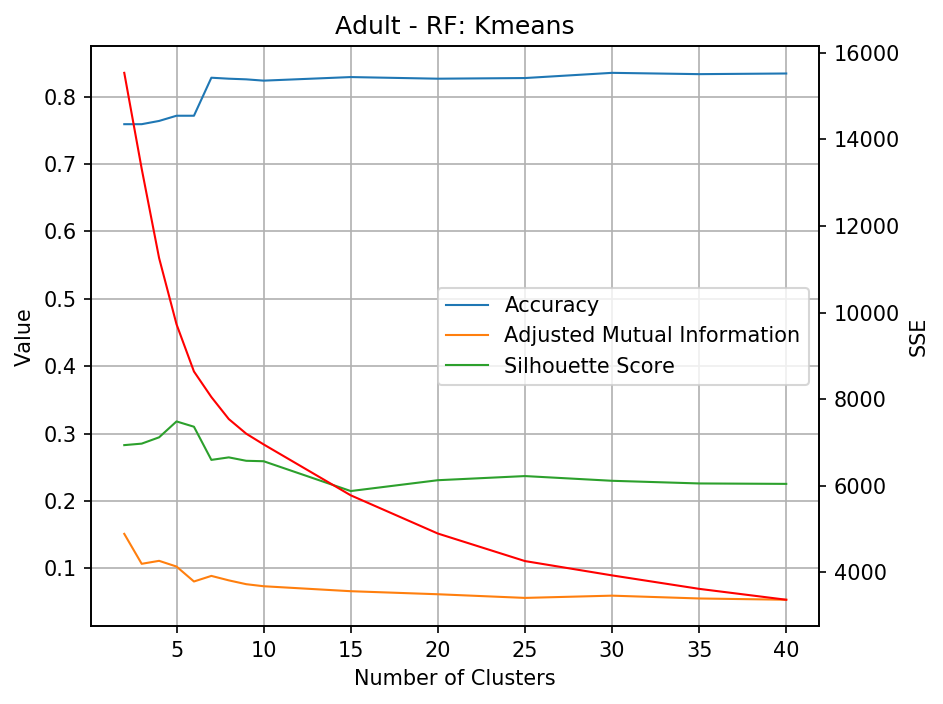 Adult - RF: Kmeans
Value
0.8
0.7
0.6
0.5
0.4
0.3
0.2
0.1
Accuracy
Adjusted Mutual Information
Silhouette Score
16000
14000
12000
10000
8000
6000
4000
SSE
5 10 15 20 25 30 35 40
Number of Clusters